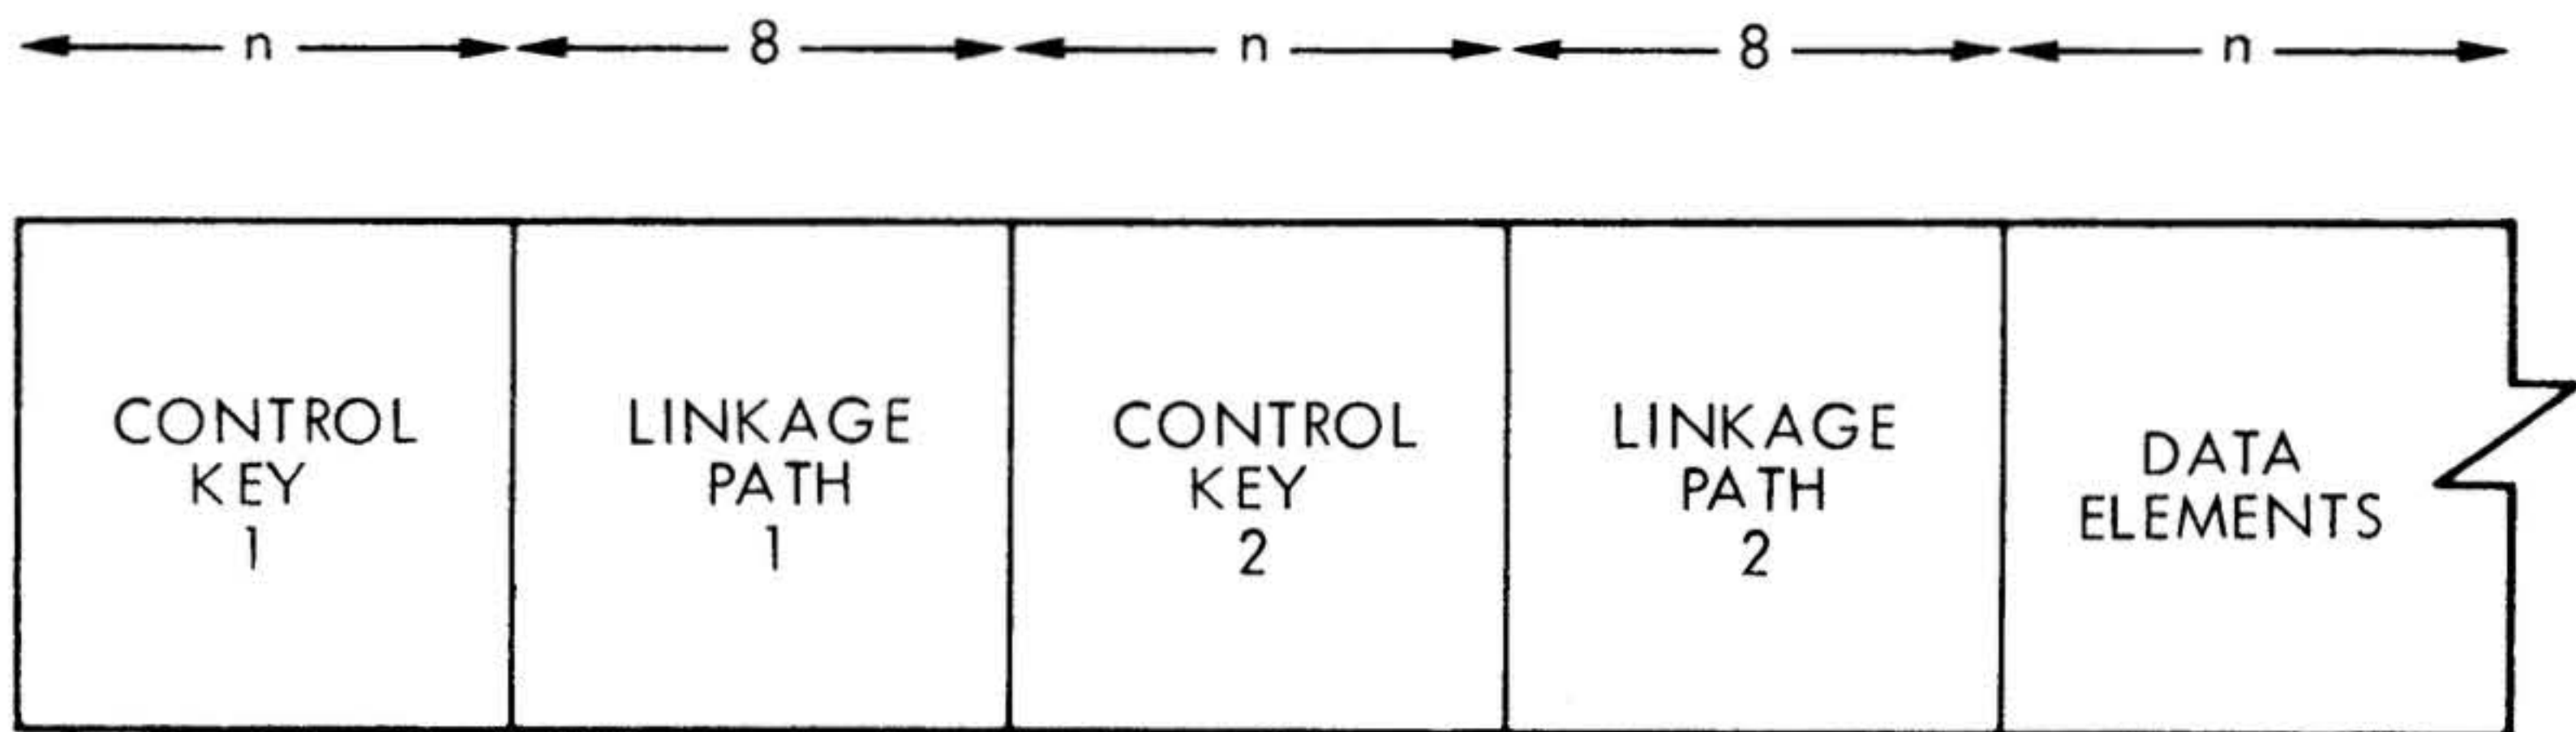 n 8 n 8 n
CONTROL
KEY
1
LINKAGE
PATH
1
CONTROL
KEY
2
LINKAGE
PATH
2
DATA
ELEMENTS